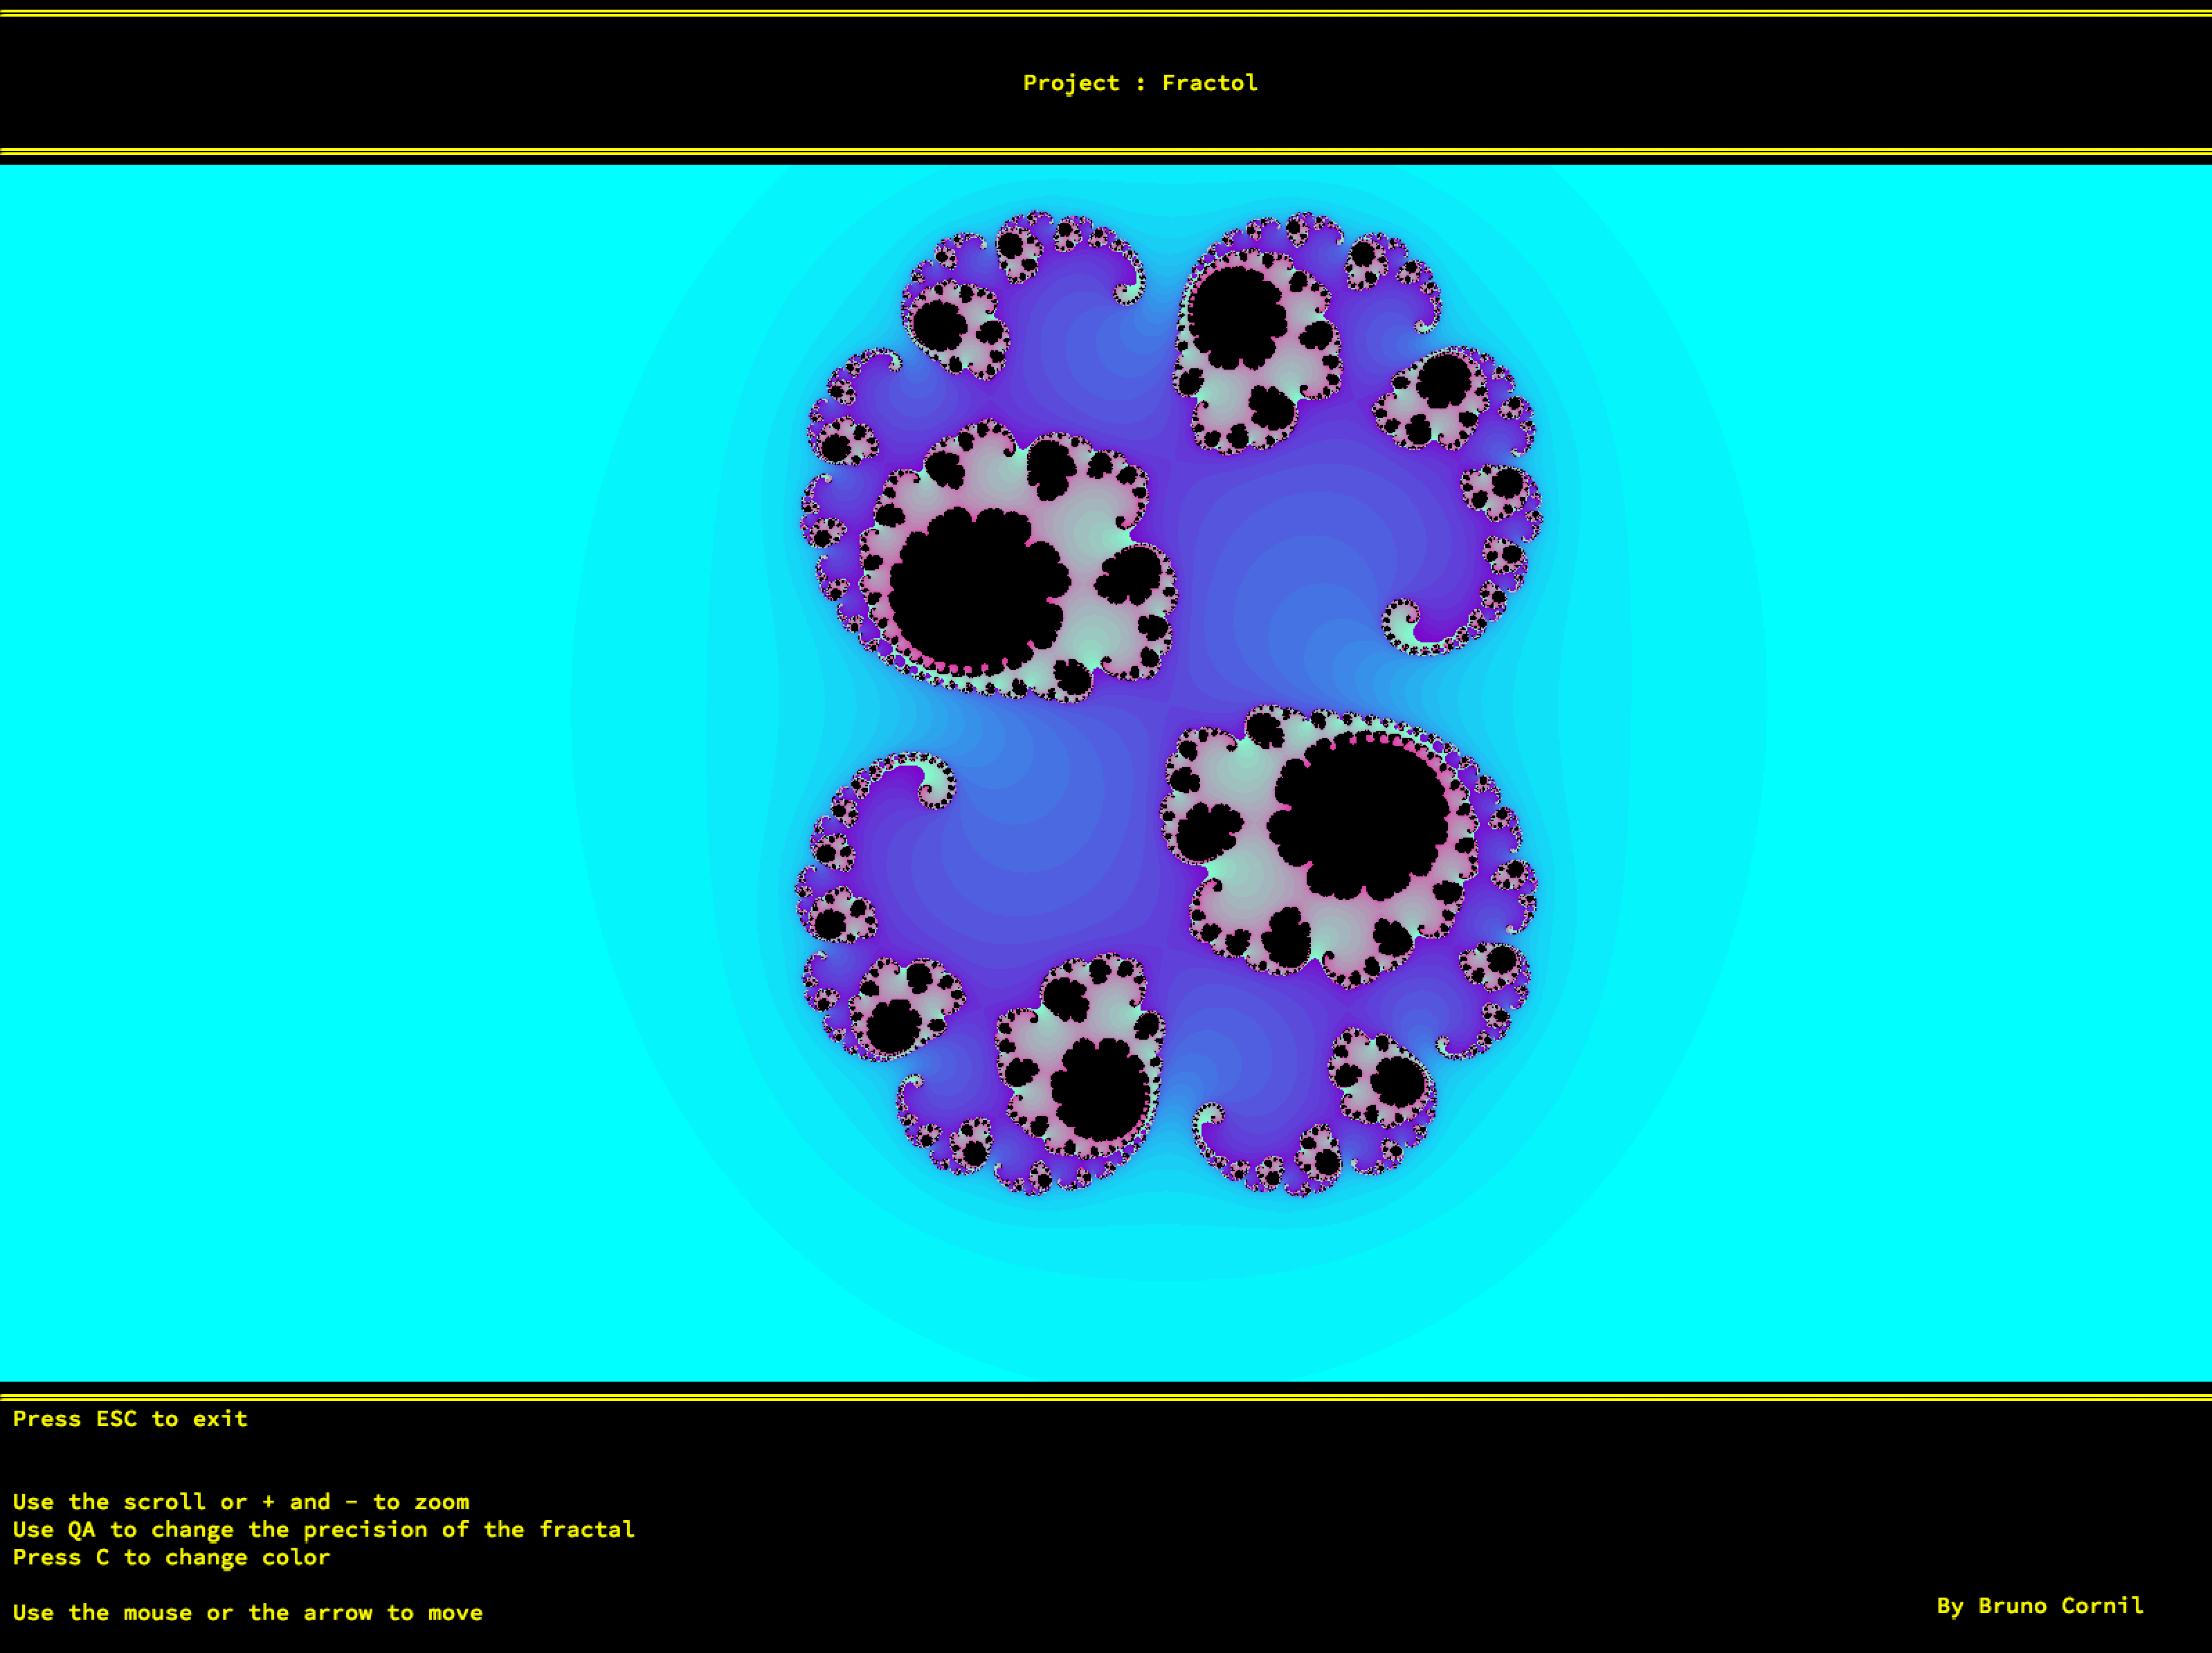 Project : Fractol
Press ESC to exit
Use the scroll or + and - to zoom
Use QA to change the precision of the fractal
Press C to change color
Use the mouse or the arrow to move
By Bruno Cornil